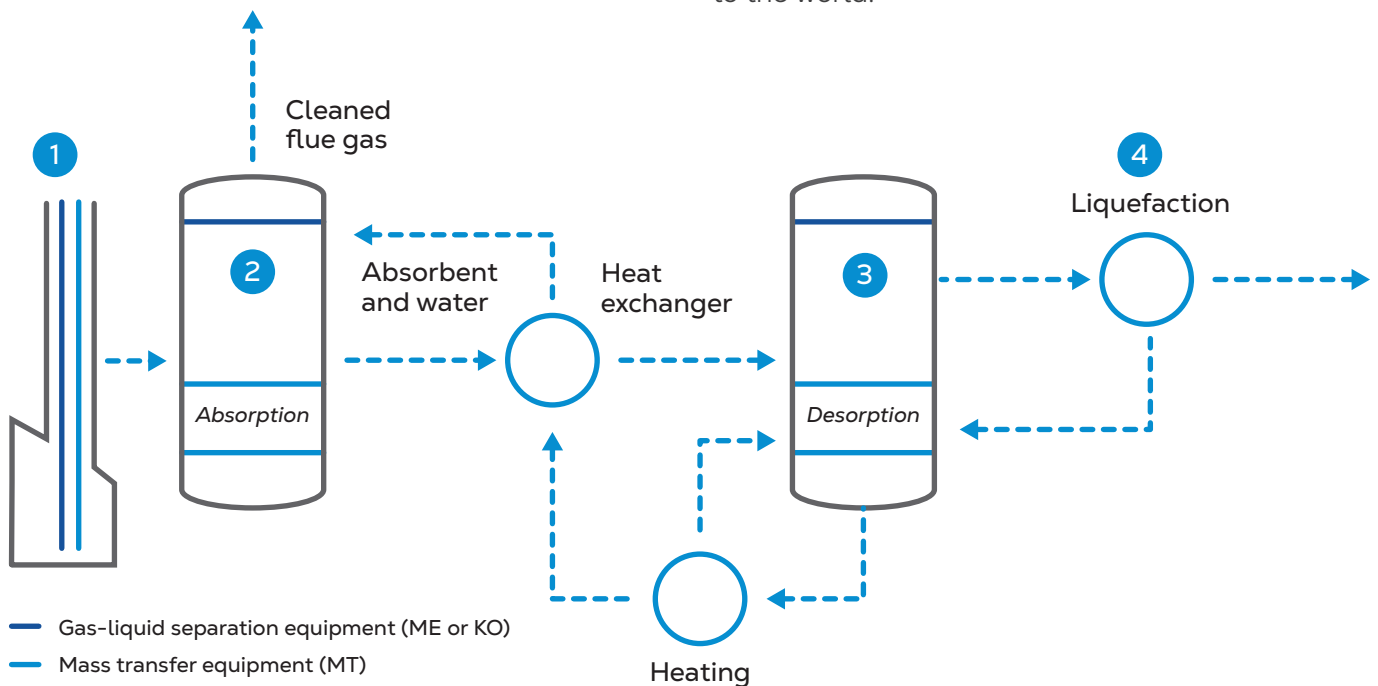 Cleaned
flue gas
1
4
Liquefaction
2
Absorbent
and water
Heat
exchanger
3
Absorption
Desorption
Gas-liquid separation equipment (ME or KO)
Mass transfer equipment (MT)
Heating